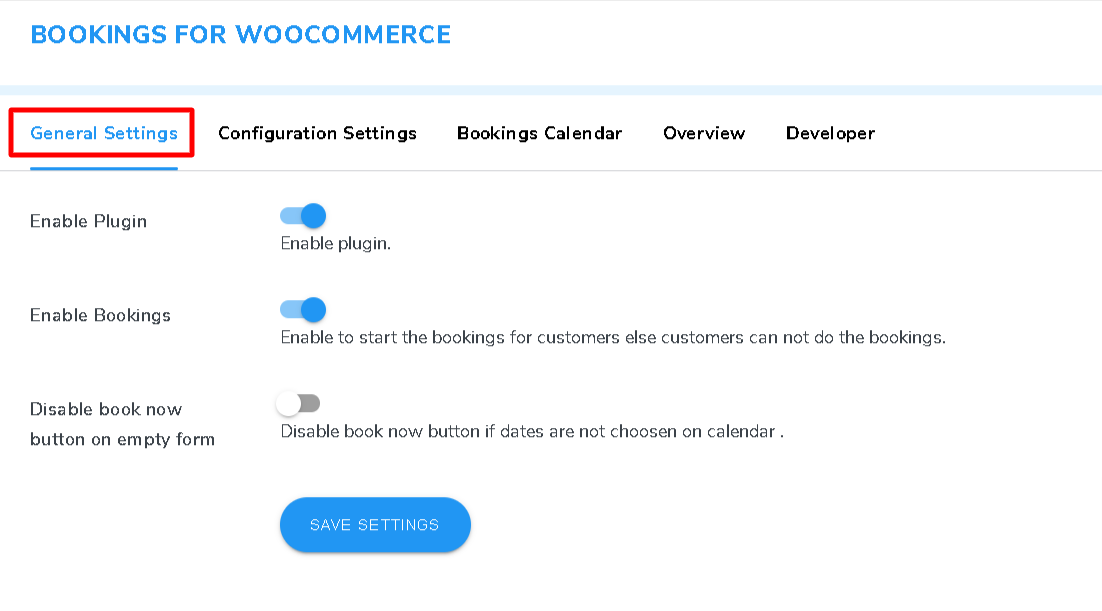 BOOKINGS FOR WOOCOMMERCE
General Settings Configuration Settings Bookings Calendar Overview Developer
Enable Plugin
Enable plugin.
Enable Bookings
Enable to start the bookings for customers else customers can not do the bookings.
Disable book now
button on empty form
Disable book now button if dates are not choosen on calendar .
SAVE SETTINGS